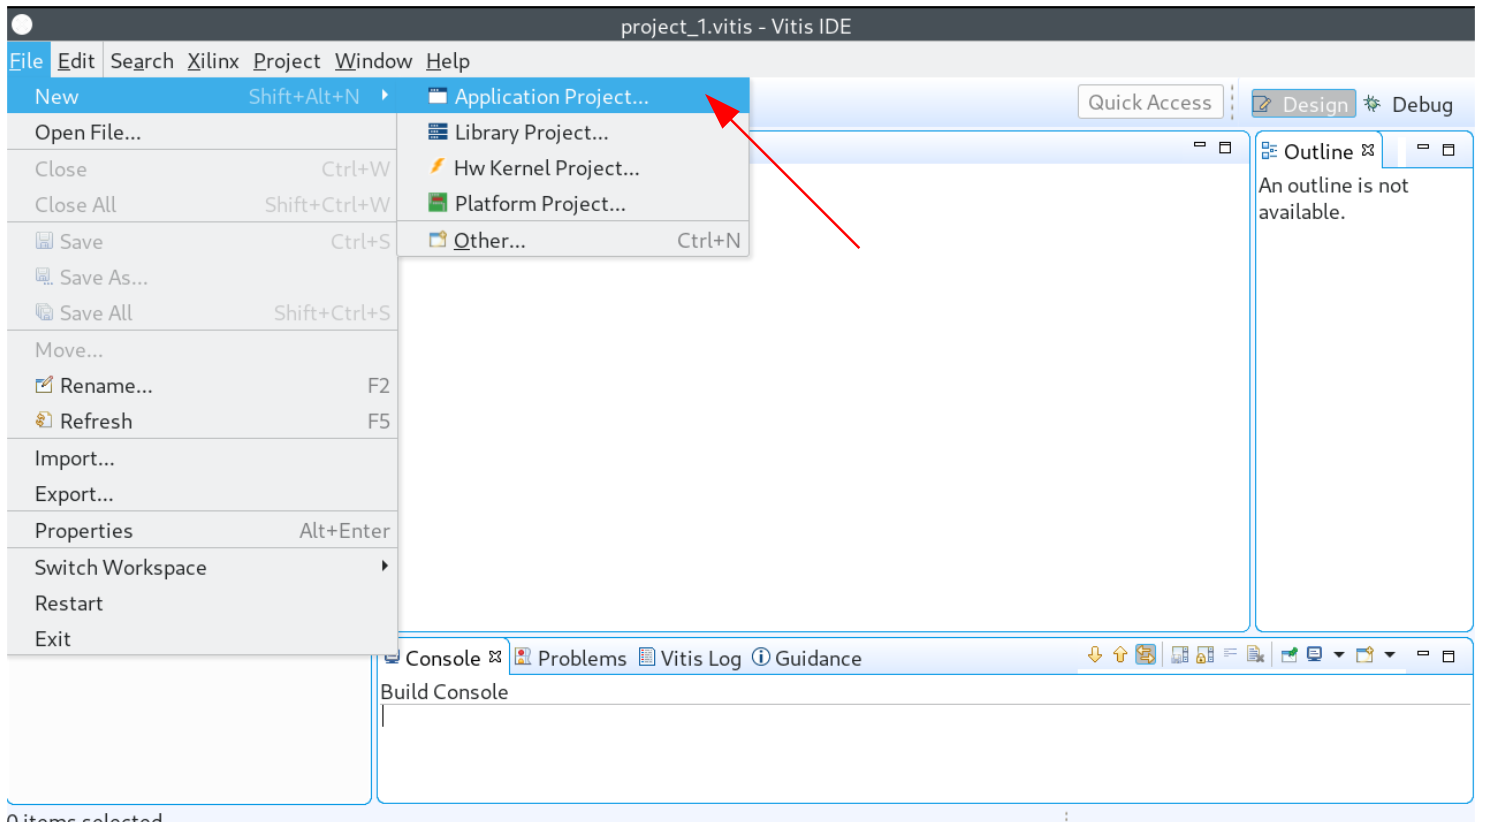 project_1.vitis - Vitis IDE
File Edit Search Xilinx Project Window Help
New Shift+Alt+N
Open File...
Close Ctrl+W
Close All Shift+Ctrl+W
Save Ctrl+S
Save As...
Save All Shift+Ctrl+S
Move...
Rename... F2
Refresh F5
Import...
Export...
Properties Alt+Enter
Switch Workspace
Restart
Exit
Application Project...
Library Project...
Hw Kernel Project...
Platform Project...
Other... Ctrl+N
Quick Access Design Debug
Outline
An outline is not
available.
Console Problems Vitis Log Guidance
Build Console
0 items selected